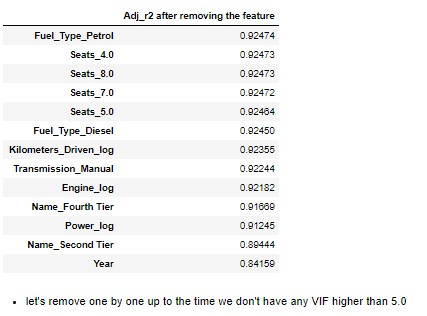 Adj_r2 after removing the feature
Fuel_Type_Petrol 0.92474
Seats_4.0 0.92473
Seats_8.0 0.92473
Seats_7.0 0.92472
Seats_5.0 0.92464
Fuel_Type_Diesel 0.92450
Kilometers_Driven_log 0.92355
Transmission_Manual 0.92244
Engine_log 0.92182
Name_Fourth Tier 0.91669
Power_log 0.91245
Name_Second Tier 0.89444
Year 0.84159
• let's remove one by one up to the time we don't have any VIF higher than 5.0